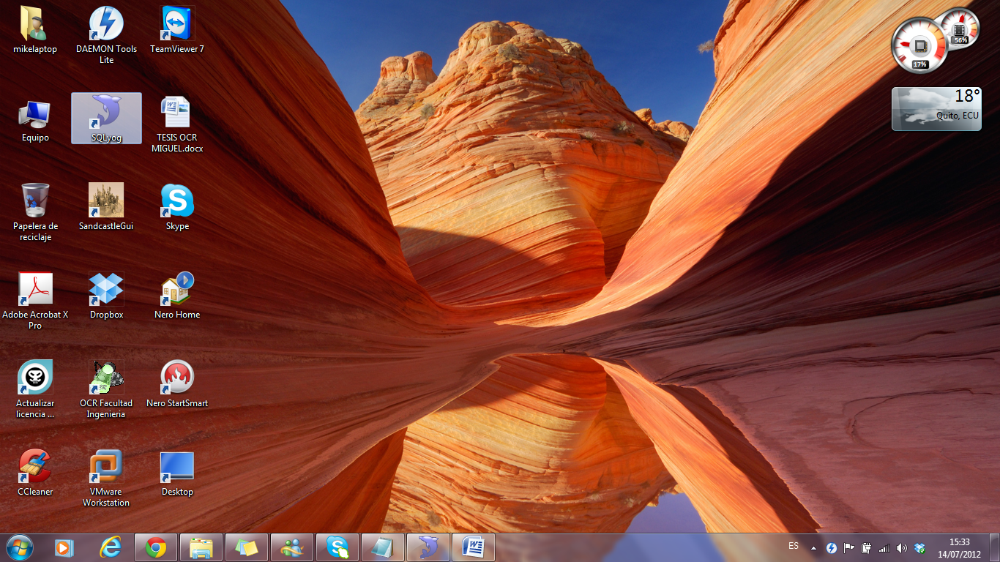 mikelaptop
DAEMON Tools
Lite
TeamViewer 7
Equipo
SQLyog
TESIS OCR
MIGUEL.docx
Papelera de
reciclaje
SandcastleGui
Skype
Adobe Acrobat X
Pro
Dropbox
Nero Home
Actualizar
licencia ...
OCR Facultad
Ingenieria
Nero StartSmart
CCleaner
VMware
Workstation
Desktop
56%
17%
18°
Quito, ECU
ES
15:33
14/07/2012